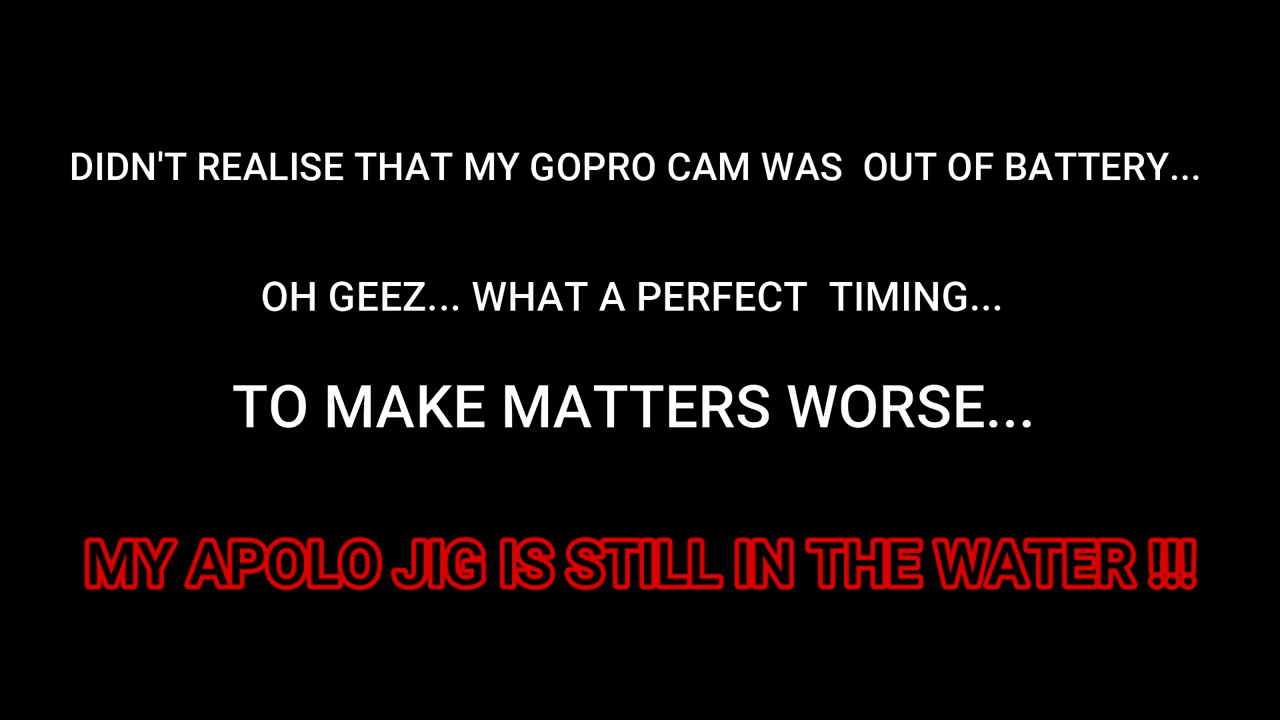 DIDN'T REALISE THAT MY GOPRO CAM WAS  OUT OF BATTERY...
OH GEEZ... WHAT A PERFECT  TIMING...
TO MAKE MATTERS WORSE...
MY APOLO JIG IS STILL IN THE WATER !!!